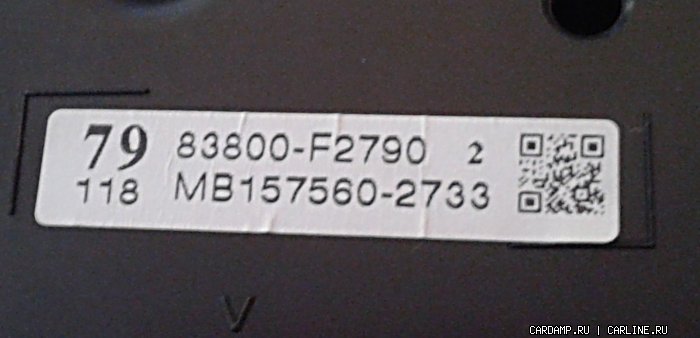 79 83800-F2790 2
118 MB157560-2733
V
CARDAMP.RU | CARLINE.RU